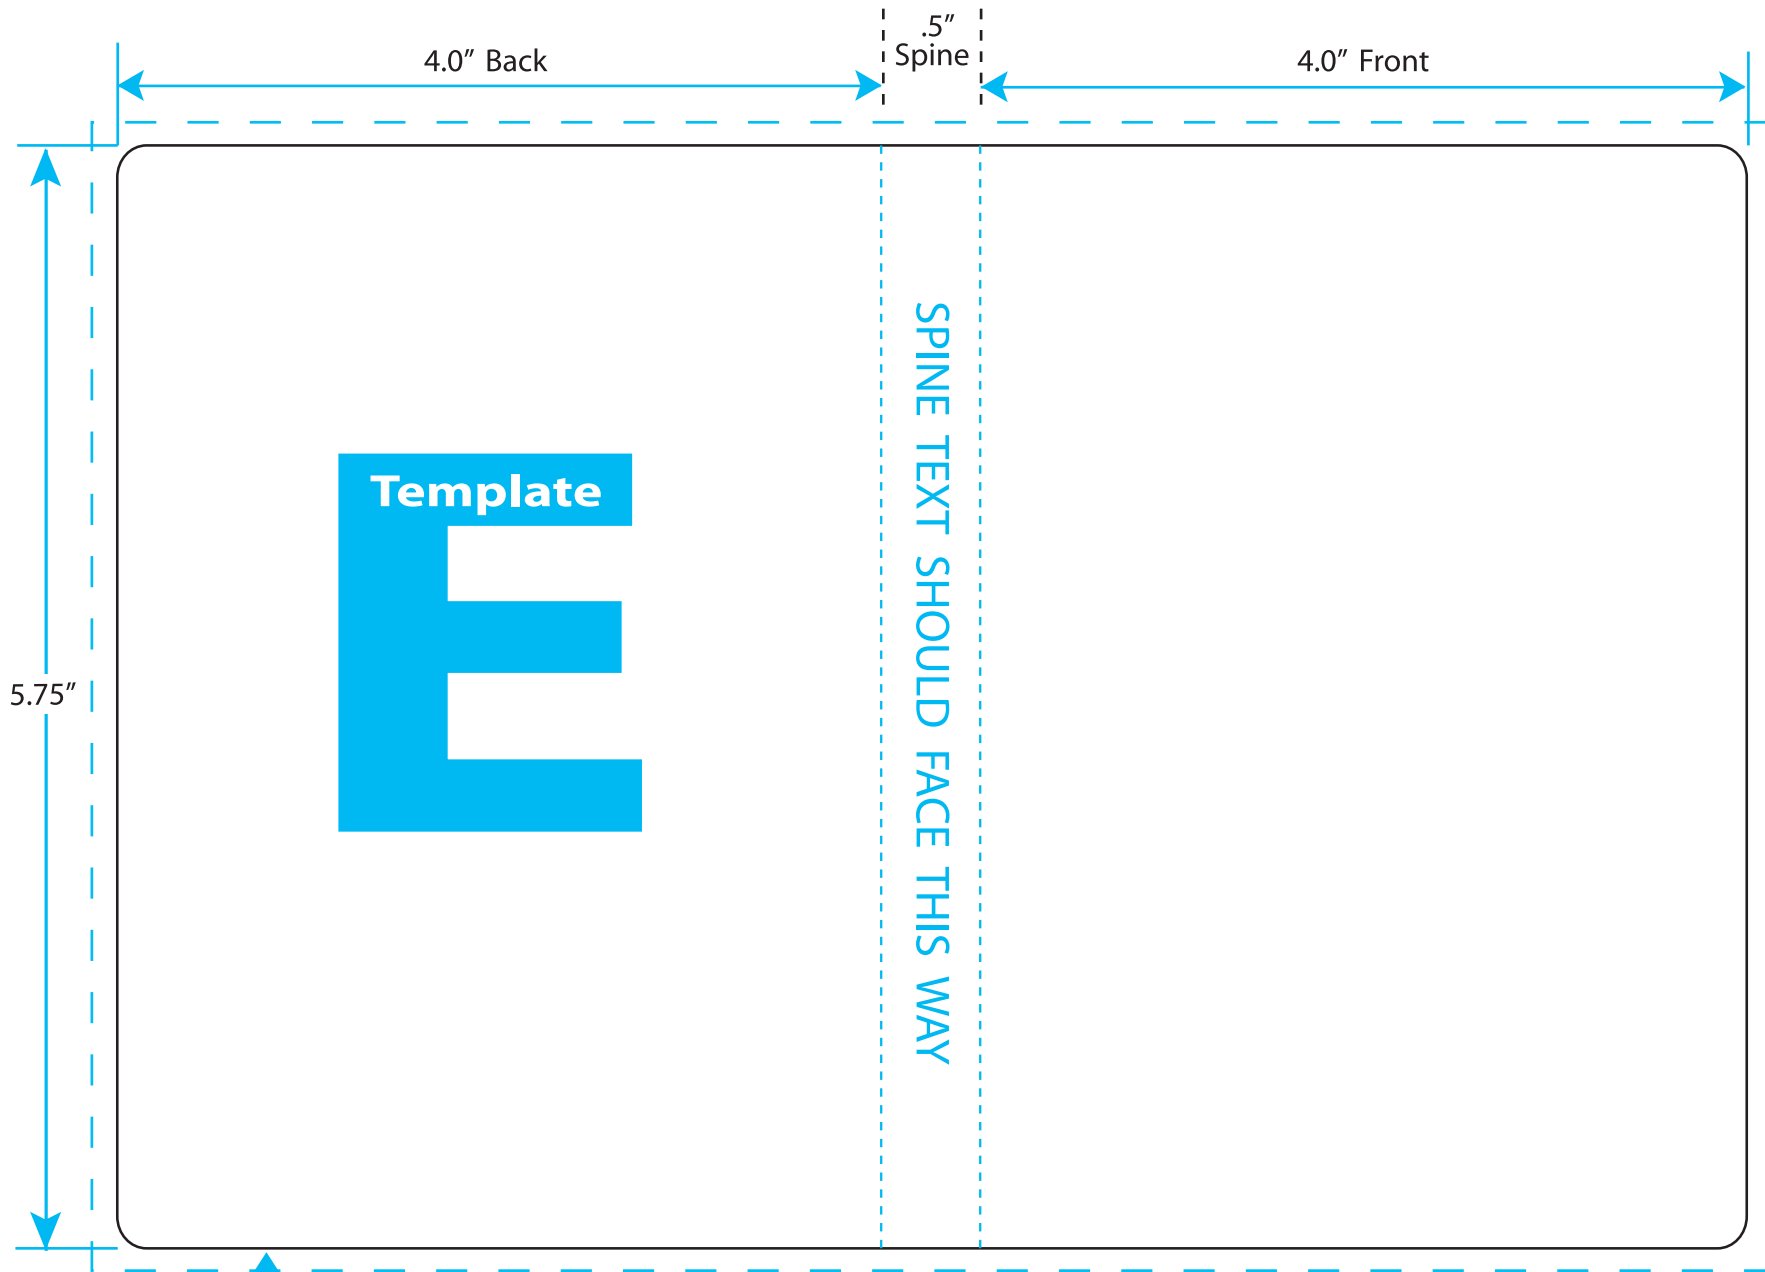 .5”
Spine
4.0” Back
4.0” Front
Template
E
SPINE TEXT SHOULD FACE THIS WAY
5.75”